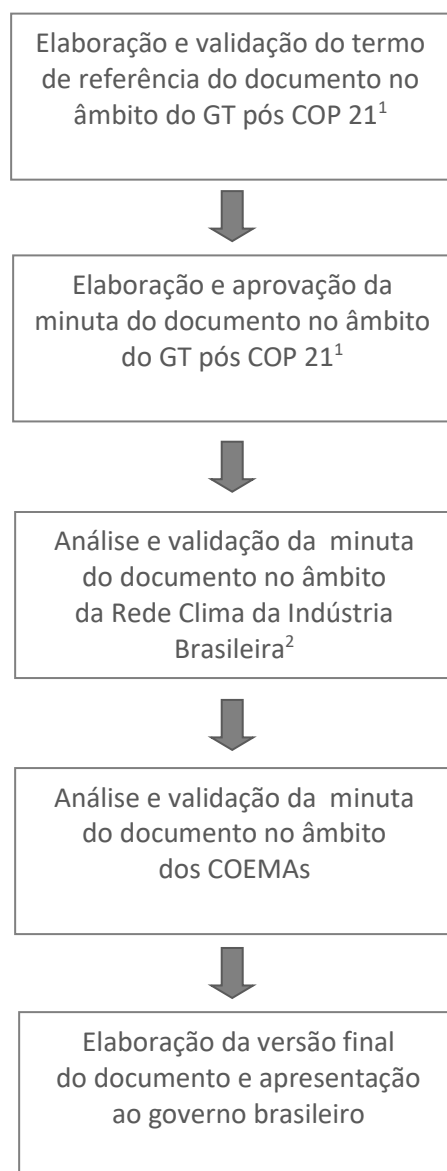 Elaboração e validação do termo
de referência do documento no
âmbito do GT pós COP 21¹
Elaboração e aprovação da
minuta do documento no âmbito
do GT pós COP 21¹
Análise e validação da minuta
do documento no âmbito
da Rede Clima da Indústria
Brasileira²
Análise e validação da minuta
do documento no âmbito
dos COEMAs
Elaboração da versão final
do documento e apresentação
ao governo brasileiro